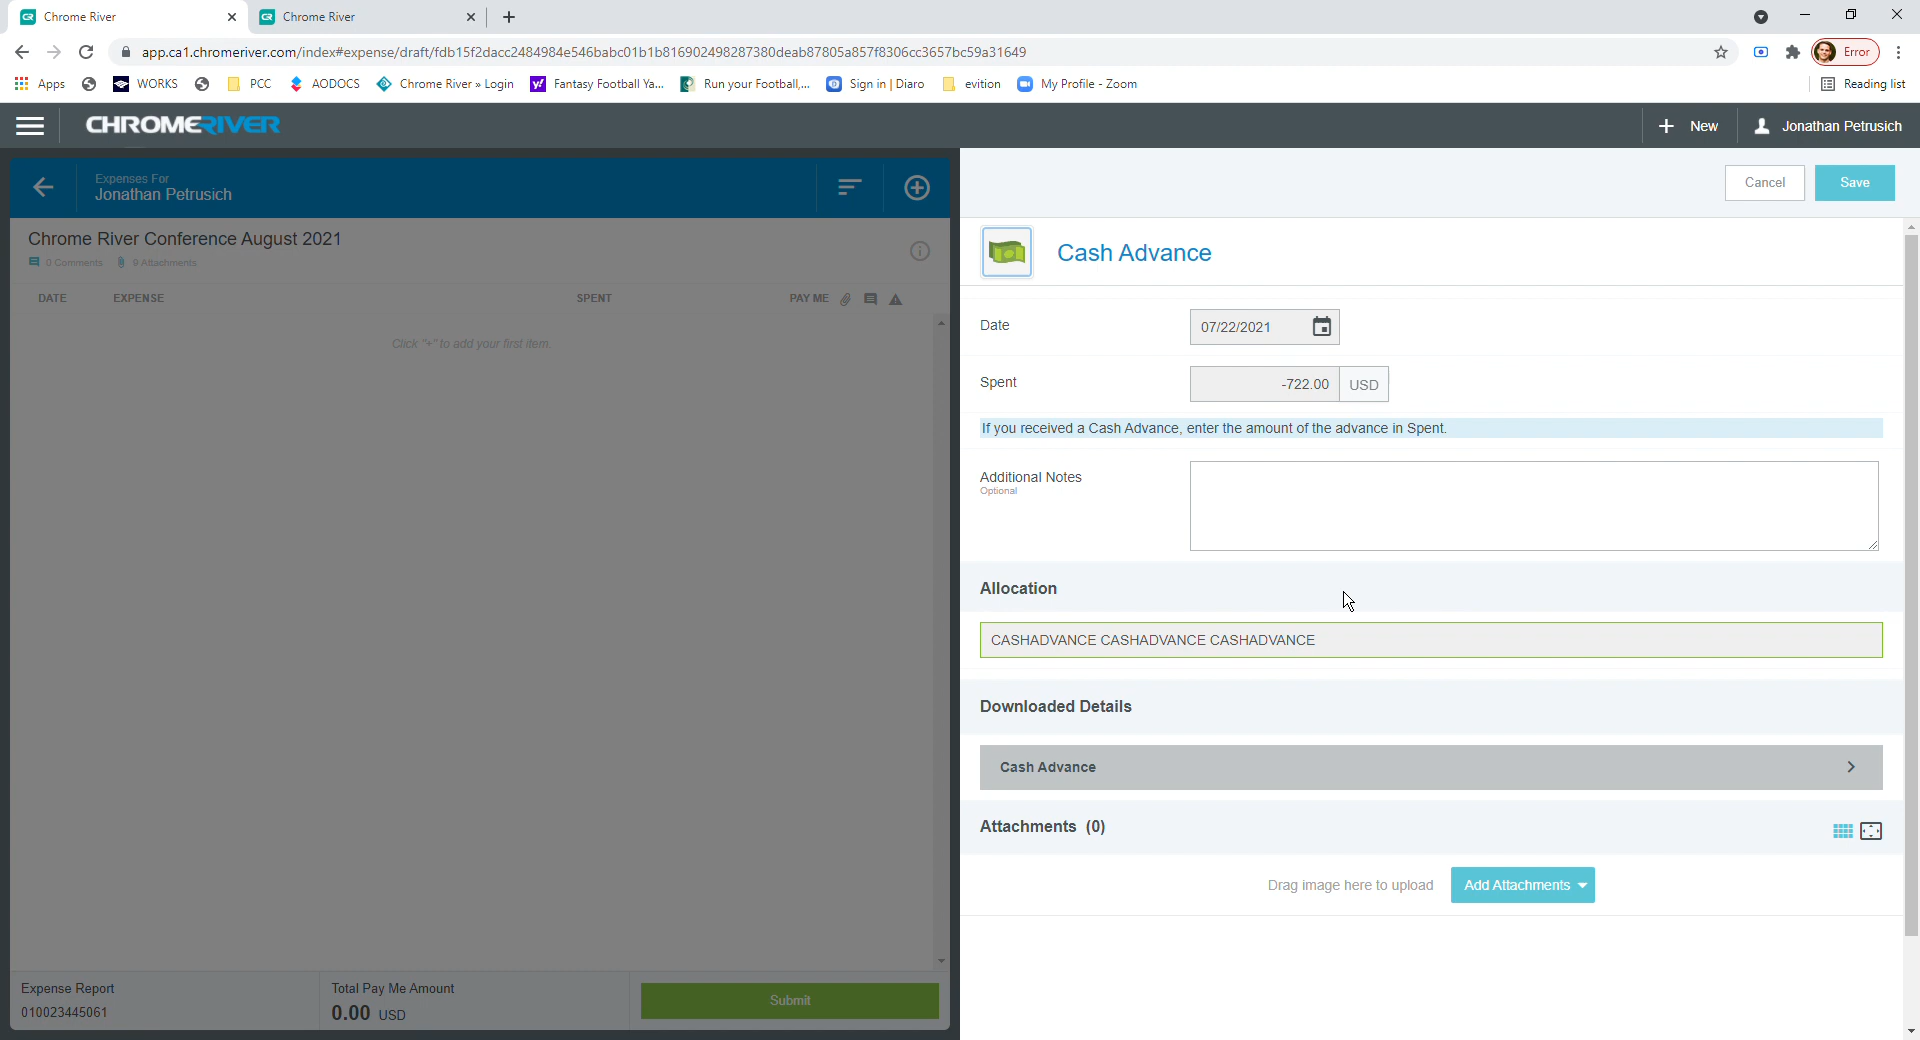 Chrome River
Chrome River
app.ca1.chromeriver.com/index#expense/draft/fdb15f2dacc2484984e546babc01b1b816902498287380deab87805a857f8306cc3657bc59a31649
Error
Apps
WORKS
PCC
AODOCS
Chrome River » Login
Fantasy Football Ya...
Run your Football,...
Sign in | Diaro
evition
My Profile - Zoom
Reading list
CHROMERIVER
New
Jonathan Petrusich
Expenses For
Jonathan Petrusich
Cancel
Save
Chrome River Conference August 2021
0 Comments
9 Attachments
DATE
EXPENSE
SPENT
PAY ME
Click "+" to add your first item.
Cash Advance
Date
07/22/2021
Spent
-722.00
USD
If you received a Cash Advance, enter the amount of the advance in Spent.
Additional Notes
Optional
Allocation
CASHADVANCE CASHADVANCE CASHADVANCE
Downloaded Details
Cash Advance
Attachments (0)
Drag image here to upload
Add Attachments
Expense Report
010023445061
Total Pay Me Amount
0.00 USD
Submit